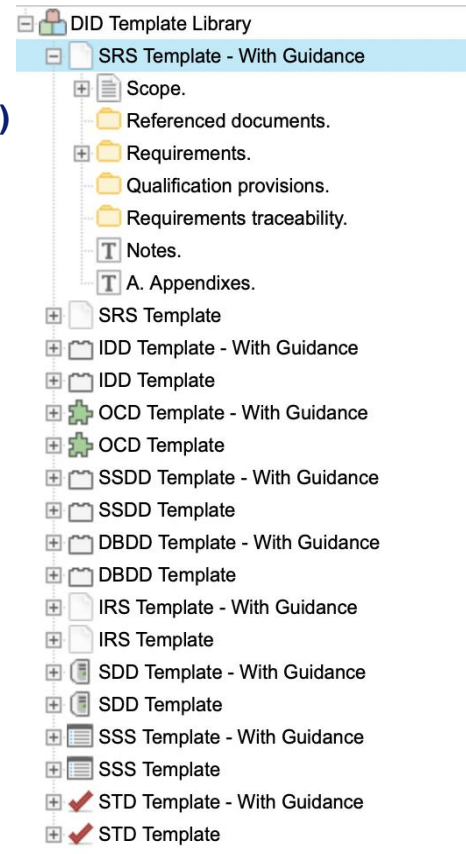 DID Template Library
SRS Template - With Guidance
Scope.
)
Referenced documents.
Requirements.
Qualification provisions.
Requirements traceability.
T Notes.
T A. Appendixes.
SRS Template
IDD Template - With Guidance
IDD Template
OCD Template - With Guidance
OCD Template
SSDD Template - With Guidance
SSDD Template
DBDD Template - With Guidance
DBDD Template
IRS Template - With Guidance
IRS Template
SDD Template - With Guidance
SDD Template
SSS Template - With Guidance
SSS Template
STD Template - With Guidance
STD Template